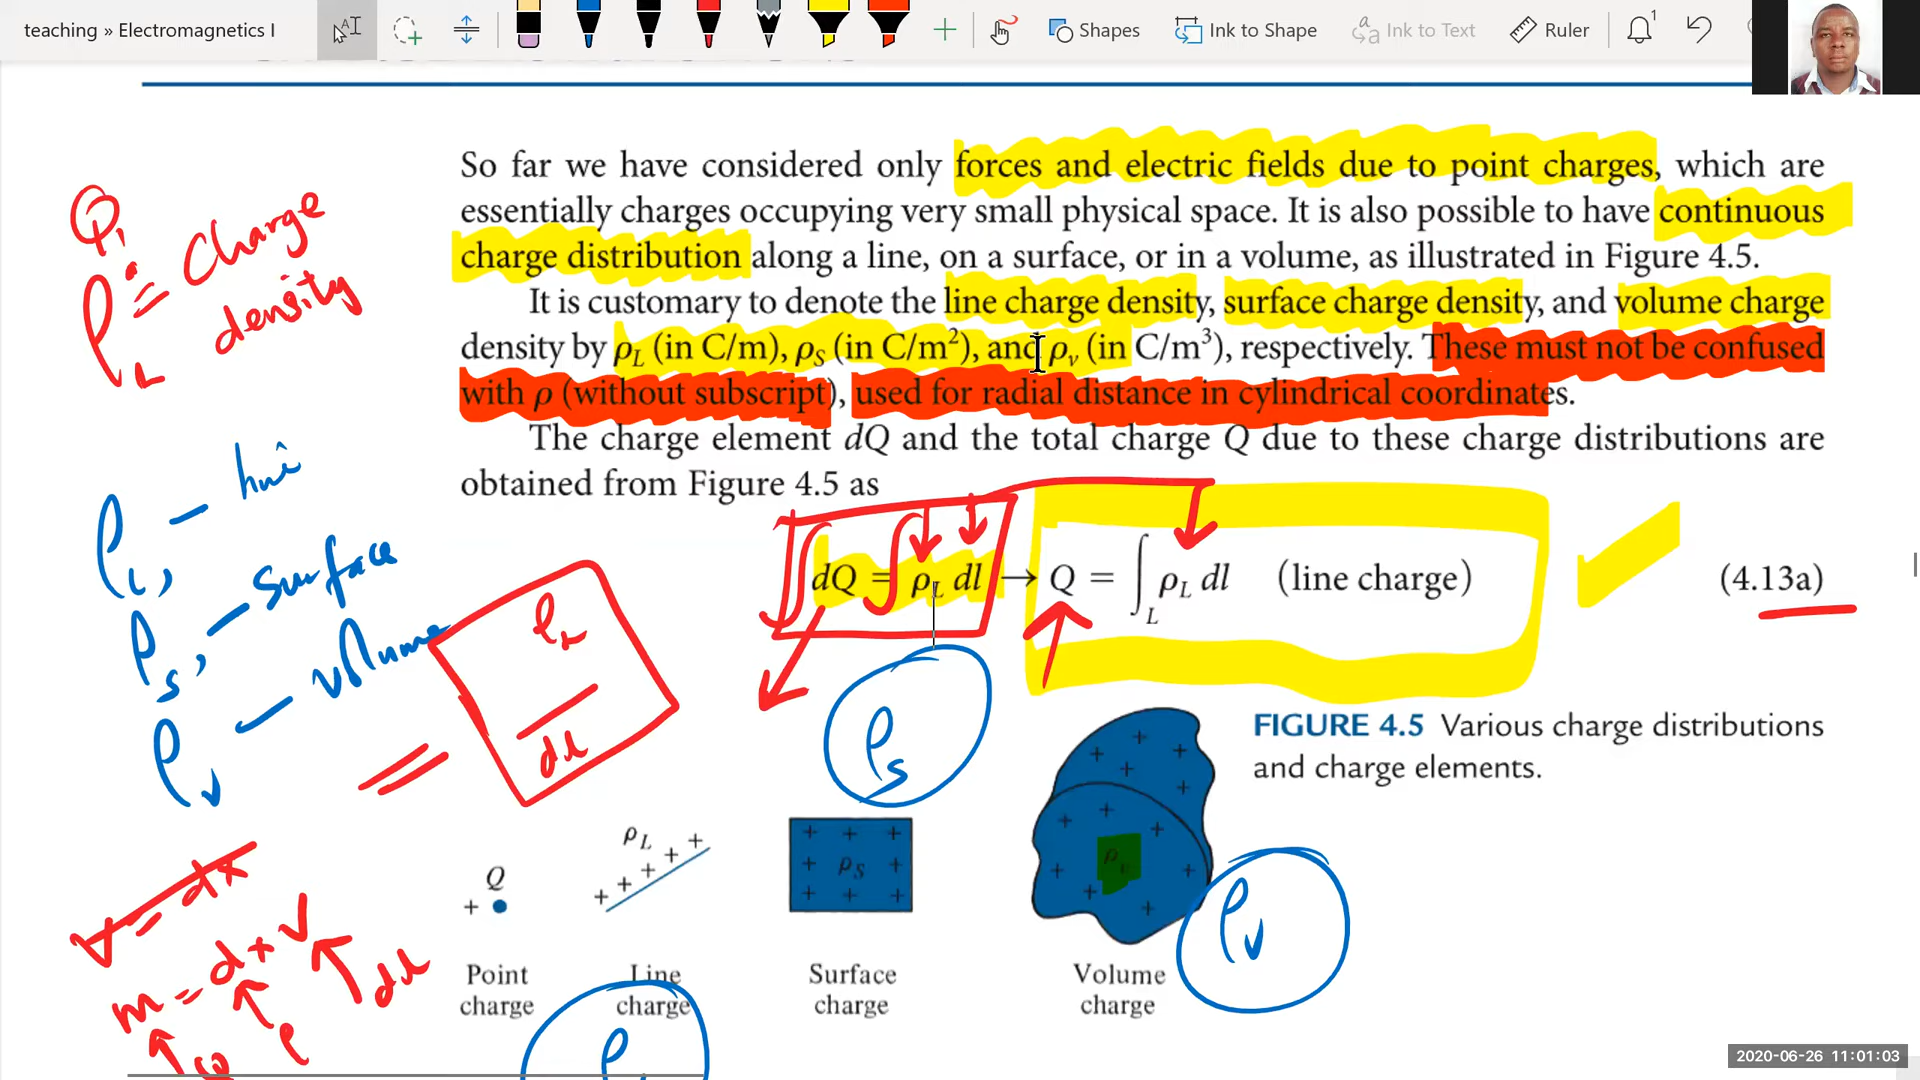 teaching » Electromagnetics I
Shapes
Ink to Shape
Ink to Text
Ruler
1
So far we have considered only forces and electric fields due to point charges, which are
essentially charges occupying very small physical space. It is also possible to have continuous
charge distribution along a line, on a surface, or in a volume, as illustrated in Figure 4.5.
It is customary to denote the line charge density, surface charge density, and volume charge
density by ρL (in C/m), ρS (in C/m²), and ρv (in C/m³), respectively. These must not be confused
with ρ (without subscript), used for radial distance in cylindrical coordinates.
The charge element dQ and the total charge Q due to these charge distributions are
obtained from Figure 4.5 as
dQ = ρL dl → Q = ∫L ρL dl (line charge) (4.13a)
FIGURE 4.5 Various charge distributions
and charge elements.
ρL
+ + + + +
Q
+
+ + +
+ ρS +
+ + +
Point
charge
Line
charge
Surface
charge
Volume
charge
Q,
ρL = Charge
density
ρL, –
ρs, – surface
ρv – volume
= ρL
dl
ρs
ρv
v = dx
m = d x v
dl
ρ
2020-06-26 11:01:03